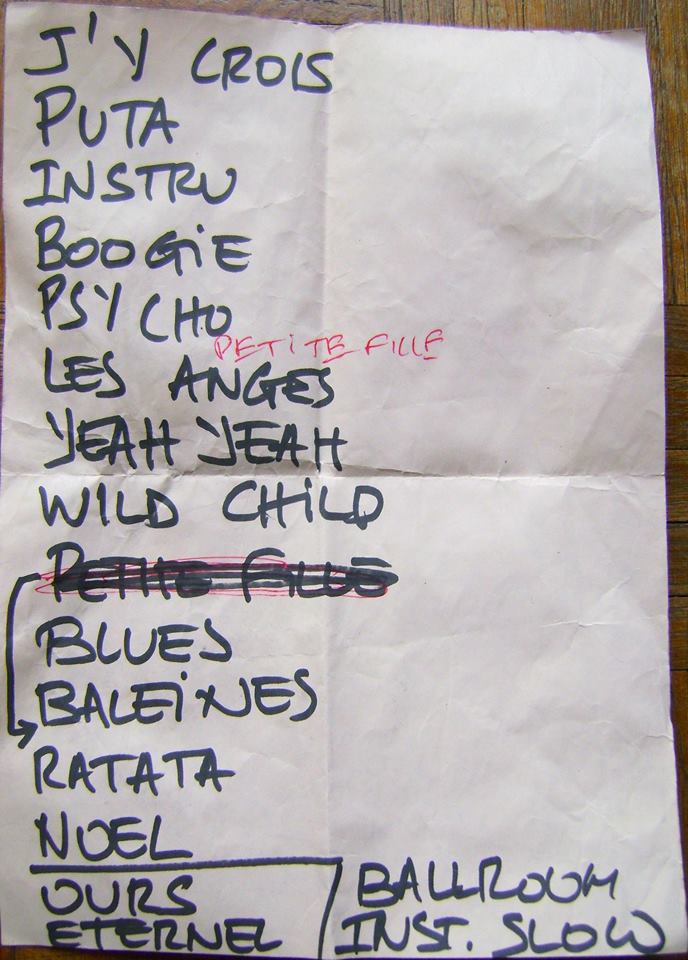 J'Y CROIS
PUTA
INSTRU
BOOGIE
PSYCHO
PETITE FILLE
LES ANGES
YEAH YEAH
WILD CHILD
PETITE FILLE
BLUES
BALEINES
RATATA
NOEL
OURS
ETERNEL
BALLROOM
INST. SLOW